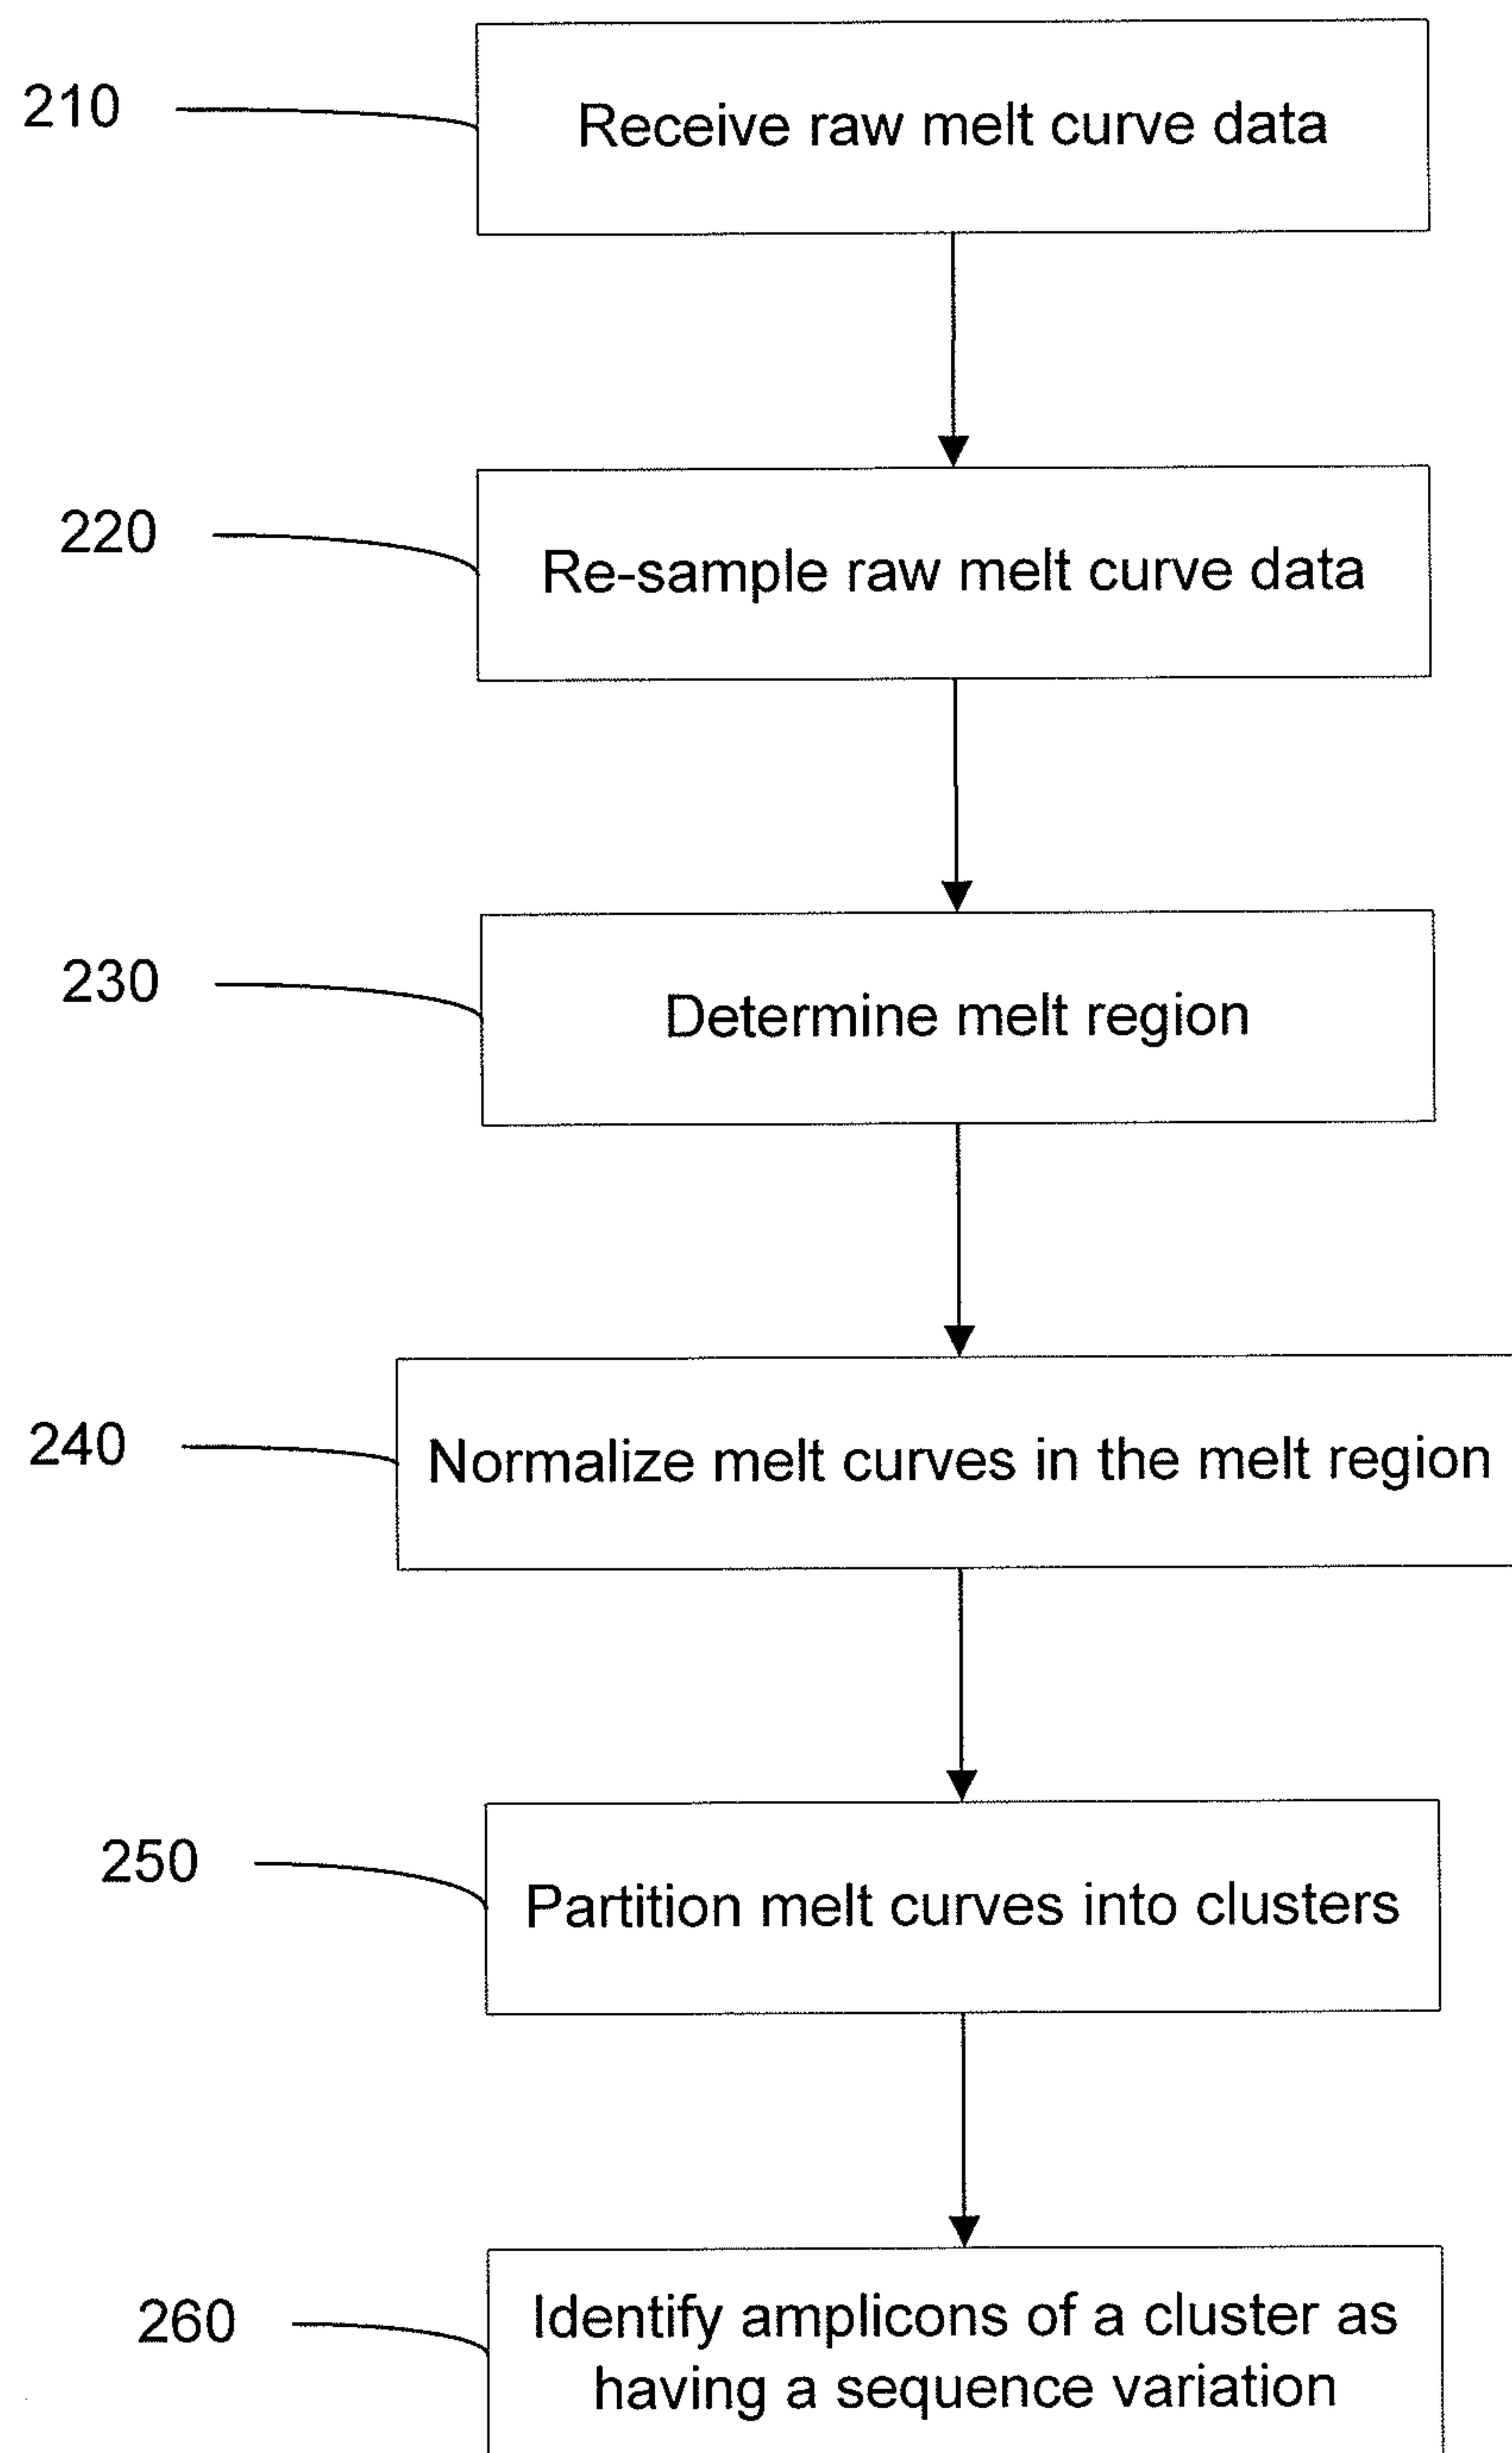 210
Receive raw melt curve data
220
Re-sample raw melt curve data
230
Determine melt region
240
Normalize melt curves in the melt region
250
Partition melt curves into clusters
260
Identify amplicons of a cluster as
having a sequence variation